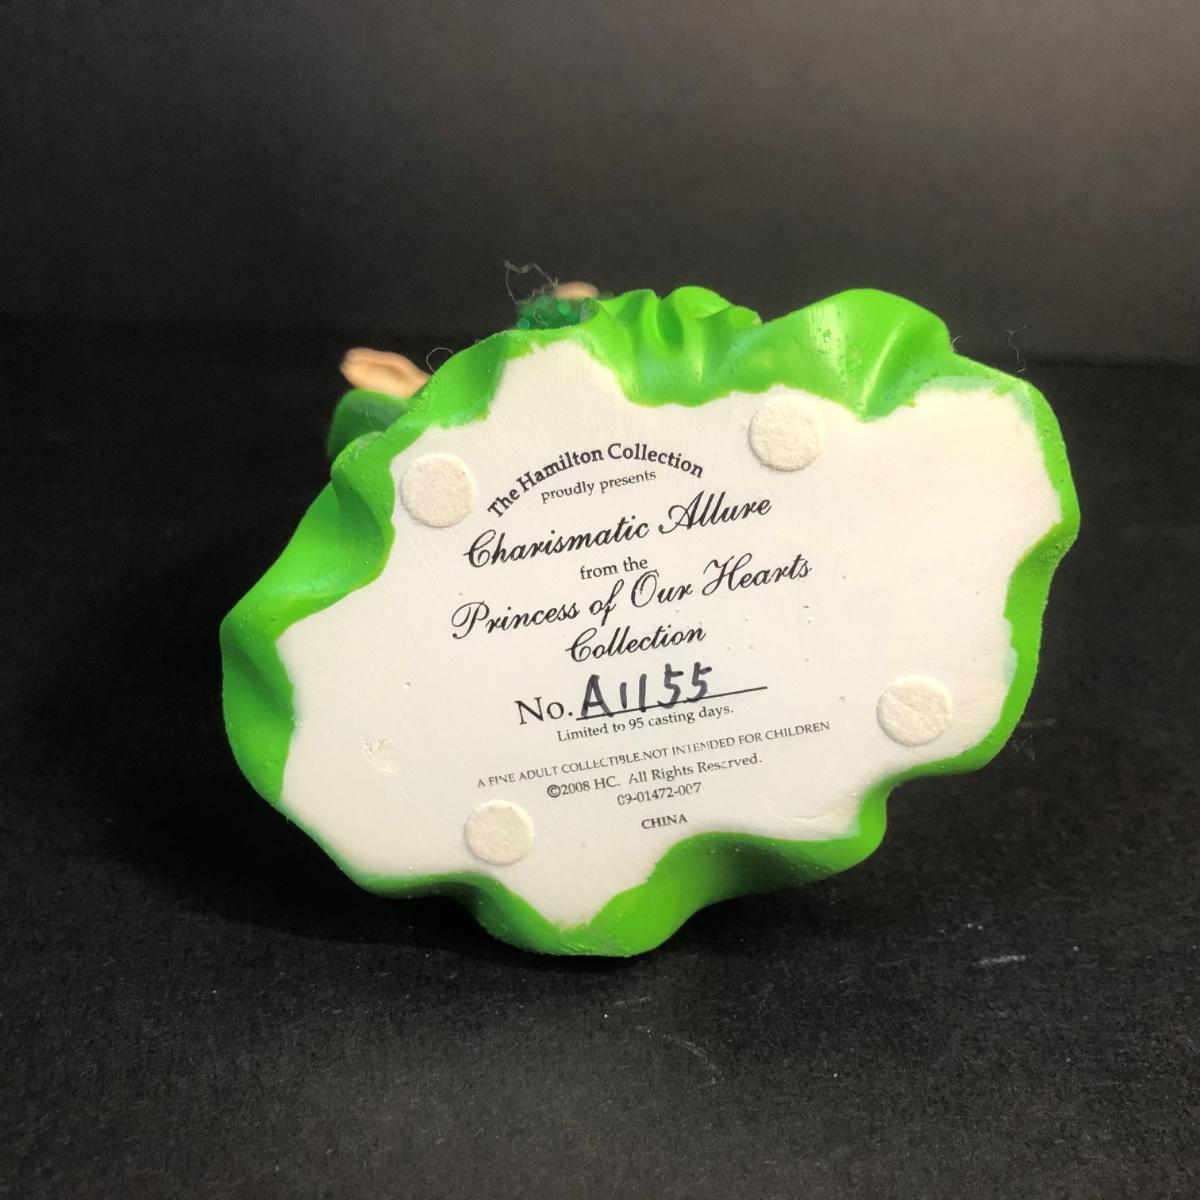 The Hamilton Collection
proudly presents
Charismatic Allure
from the
Princess of Our Hearts
Collection
No. A1155
Limited to 95 casting days.
A FINE ADULT COLLECTIBLE.NOT INTENDED FOR CHILDREN
©2008 HC. All Rights Reserved.
09-01472-007
CHINA